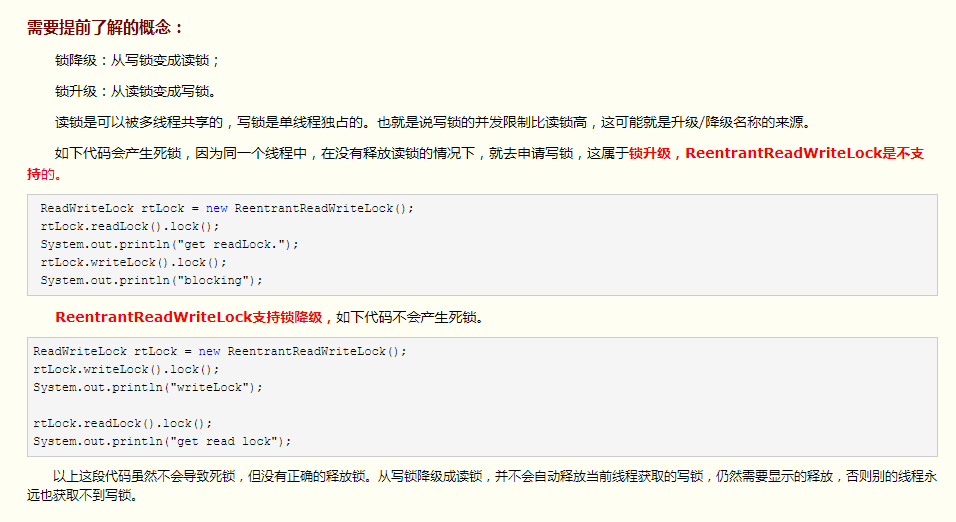 需要提前了解的概念：
锁降级：从写锁变成读锁；
锁升级：从读锁变成写锁。
读锁是可以被多线程共享的，写锁是单线程独占的。也就是说写锁的并发限制比读锁高，这可能就是升级/降级名称的来源。
如下代码会产生死锁，因为同一个线程中，在没有释放读锁的情况下，就去申请写锁，这属于锁升级，ReentrantReadWriteLock是不支
持的。
ReadWriteLock rtLock = new ReentrantReadWriteLock();
rtLock.readLock().lock();
System.out.println("get readLock.");
rtLock.writeLock().lock();
System.out.println("blocking");
ReentrantReadWriteLock支持锁降级，如下代码不会产生死锁。
ReadWriteLock rtLock = new ReentrantReadWriteLock();
rtLock.writeLock().lock();
System.out.println("writeLock");
rtLock.readLock().lock();
System.out.println("get read lock");
以上这段代码虽然不会导致死锁，但没有正确的释放锁。从写锁降级成读锁，并不会自动释放当前线程获取的写锁，仍然需要显示的释放，否则别的线程永
远也获取不到写锁。